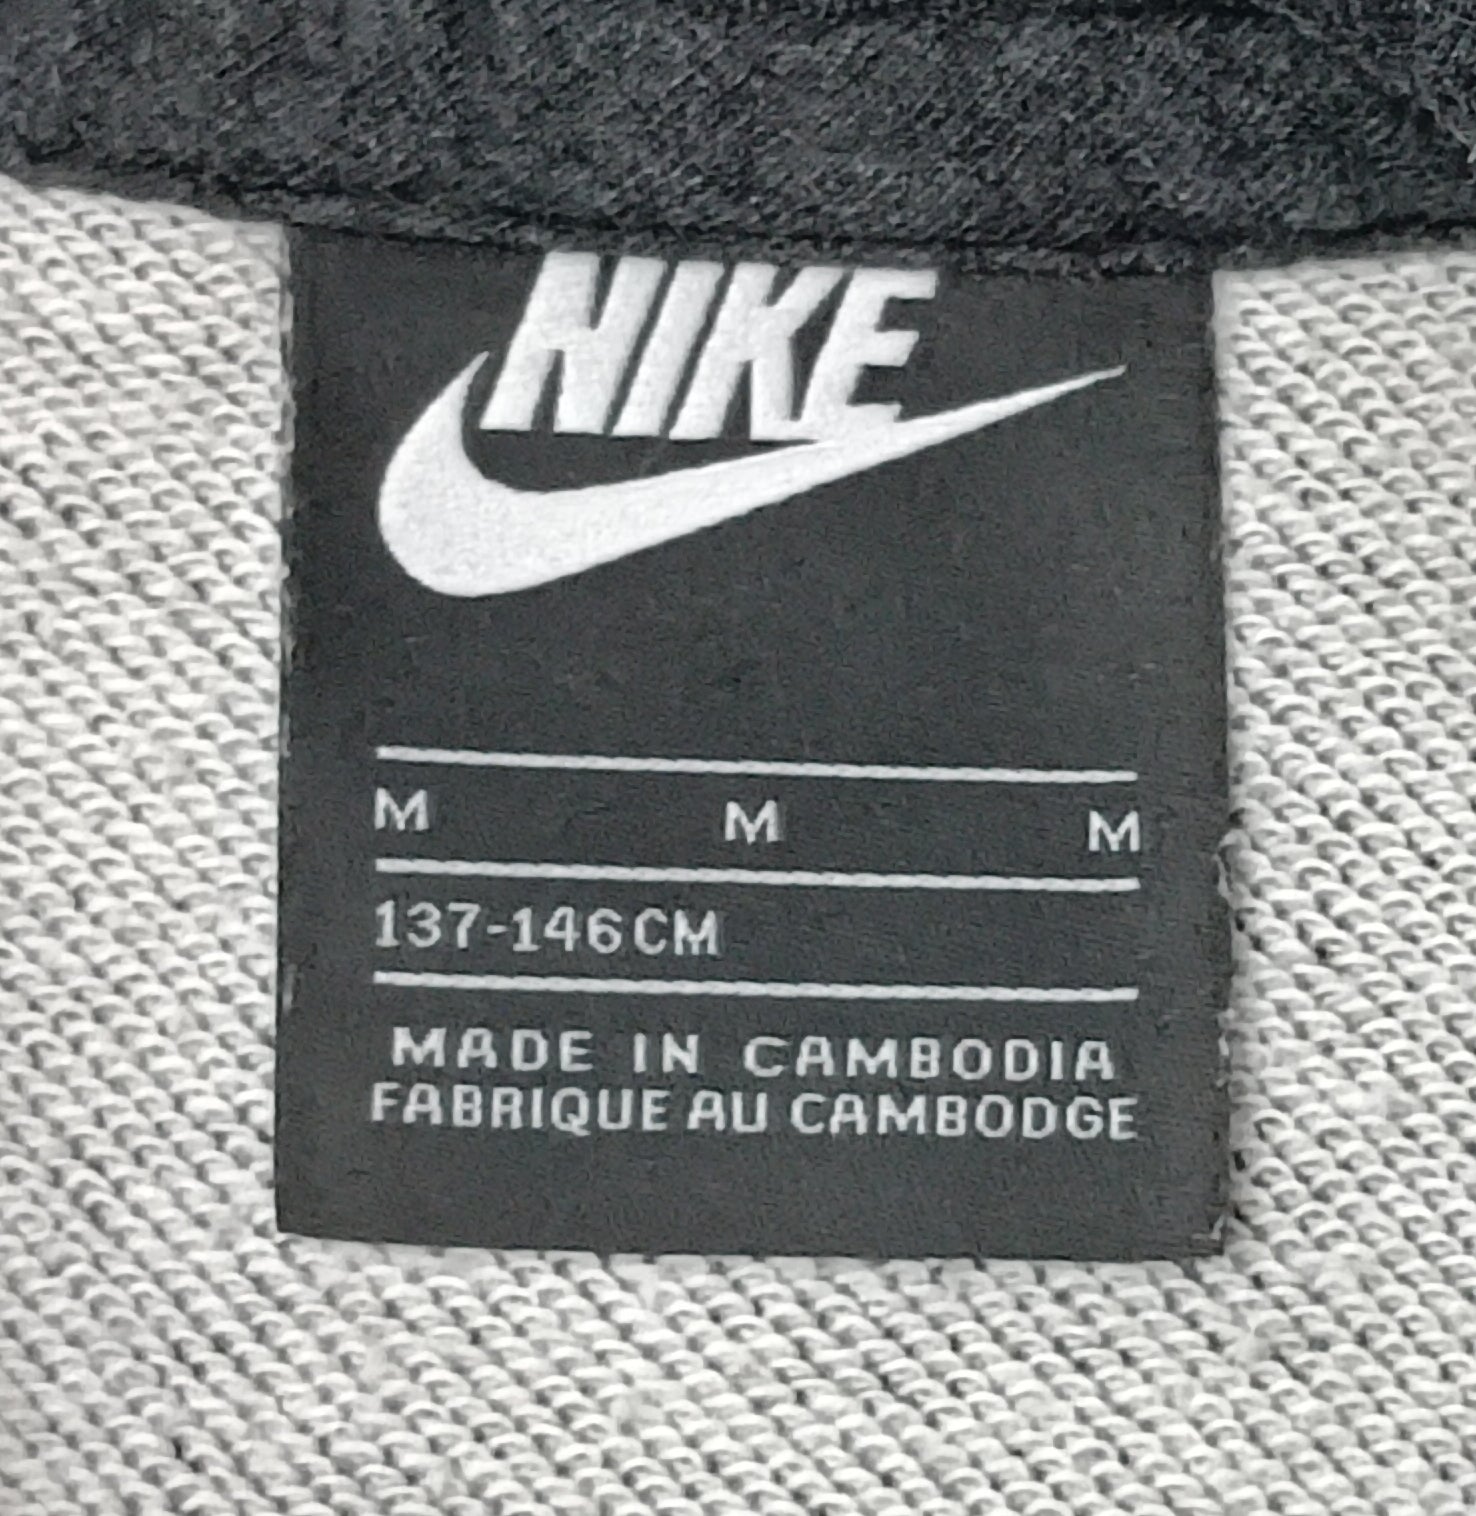 NIKE
M M M
137-146CM
MADE IN CAMBODIA
FABRIQUE AU CAMBODGE